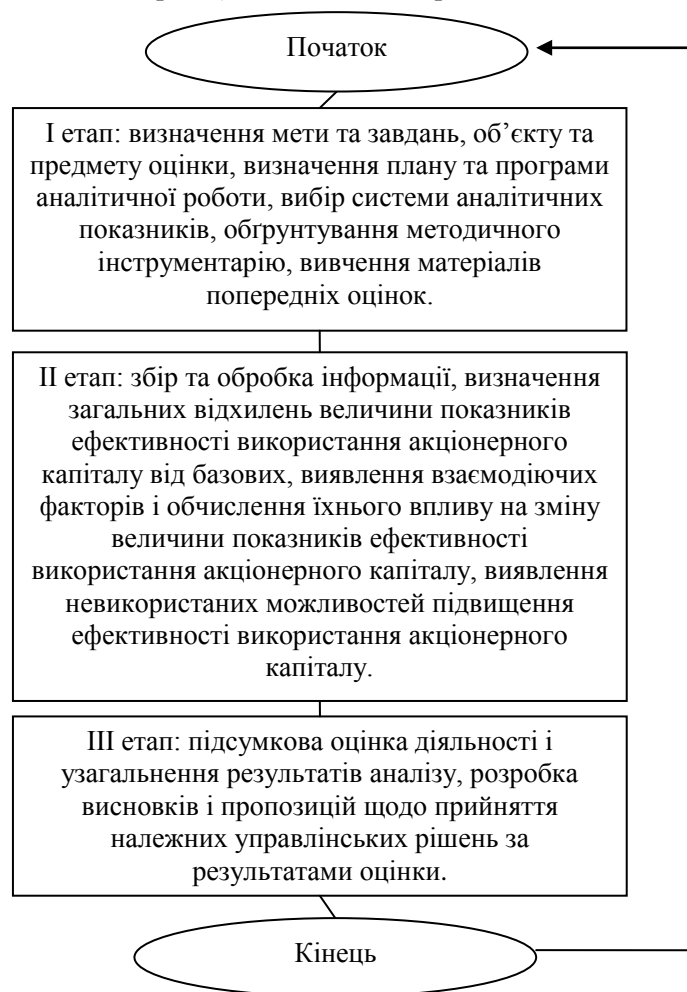 Початок
І етап: визначення мети та завдань, об’єкту та
предмету оцінки, визначення плану та програми
аналітичної роботи, вибір системи аналітичних
показників, обґрунтування методичного
інструментарію, вивчення матеріалів
попередніх оцінок.
ІІ етап: збір та обробка інформації, визначення
загальних відхилень величини показників
ефективності використання акціонерного
капіталу від базових, виявлення взаємодіючих
факторів і обчислення їхнього впливу на зміну
величини показників ефективності
використання акціонерного капіталу, виявлення
невикористаних можливостей підвищення
ефективності використання акціонерного
капіталу.
ІІІ етап: підсумкова оцінка діяльності і
узагальнення результатів аналізу, розробка
висновків і пропозицій щодо прийняття
належних управлінських рішень за
результатами оцінки.
Кінець